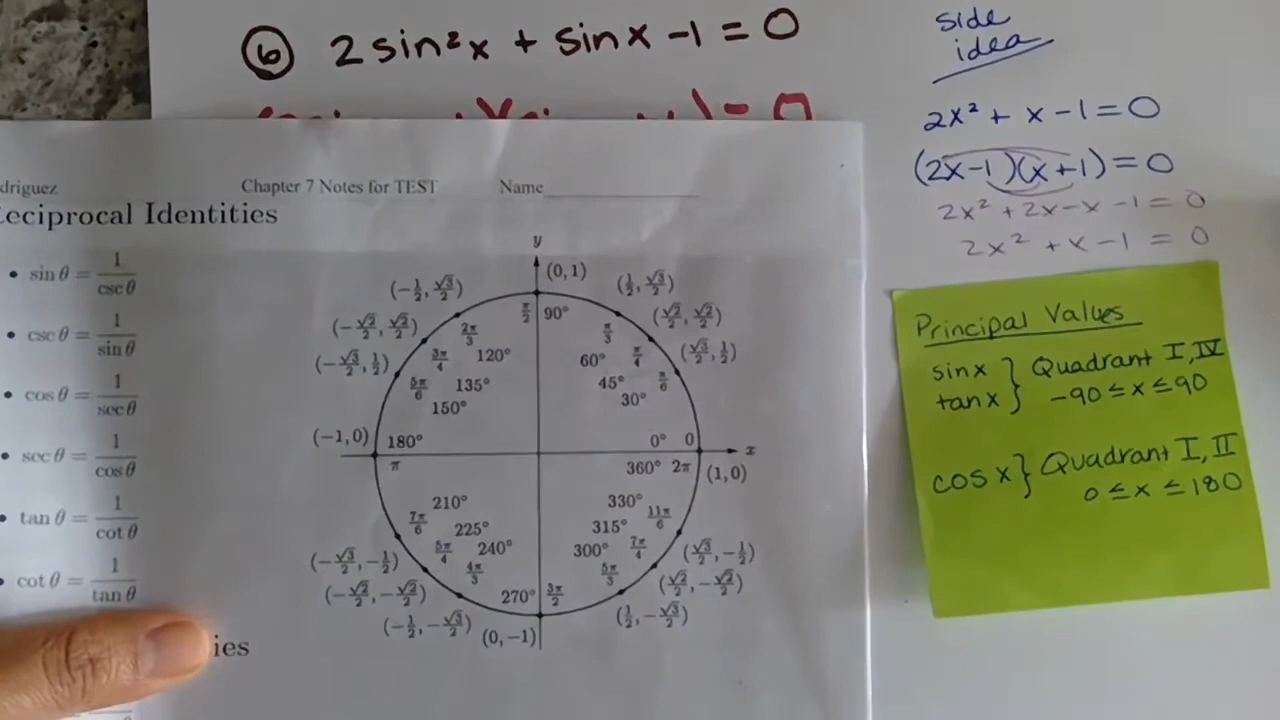 ⑥ 2 sin²x + sin x - 1 = 0
= 0
side
idea
2x² + x - 1 = 0
(2x-1)(x+1) = 0
2x² + 2x - x - 1 = 0
2x² + x - 1 = 0
driguez Chapter 7 Notes for TEST Name
eciprocal Identities
• sin θ = 1/csc θ
• csc θ = 1/sin θ
• cos θ = 1/sec θ
• sec θ = 1/cos θ
• tan θ = 1/cot θ
• cot θ = 1/tan θ
ies
y
(0, 1)
(-1/2, √3/2) (1/2, √3/2)
(-√2/2, √2/2) (√2/2, √2/2)
(-√3/2, 1/2) (√3/2, 1/2)
π/2 90°
2π/3 π/3
3π/4 120° 60° π/4
5π/6 135° 45° π/6
150° 30°
(-1, 0) 180° 0° 0 x
π 360° 2π (1, 0)
210° 330°
7π/6 225° 315° 11π/6
5π/4 240° 300° 7π/4
4π/3 5π/3
(-√3/2, -1/2) (√3/2, -1/2)
(-√2/2, -√2/2) 270° 3π/2 (√2/2, -√2/2)
(-1/2, -√3/2) (0, -1) (1/2, -√3/2)
Principal Values
sin x } Quadrant I, IV
tan x } -90 ≤ x ≤ 90
cos x } Quadrant I, II
0 ≤ x ≤ 180